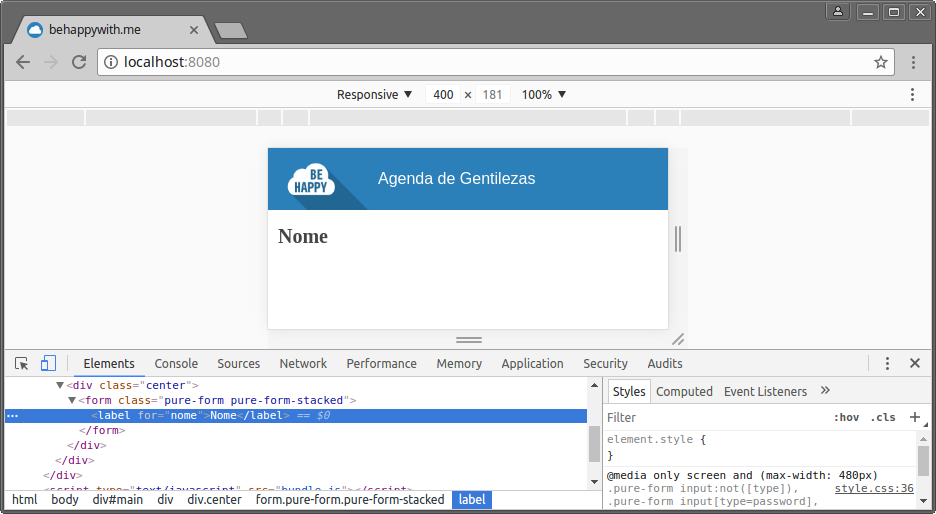 behappywith.me
localhost:8080
Responsive ▼ 400 × 181 100% ▼
BE
HAPPY
Agenda de Gentilezas
Nome
Elements Console Sources Network Performance Memory Application Security Audits
▼<div class="center">
▼<form class="pure-form pure-form-stacked">
<label for="nome">Nome</label> == $0
</form>
</div>
</div>
</div>
<script type="text/javascript" src="bundle.js"></script>
html body div#main div div.center form.pure-form.pure-form-stacked label
Styles Computed Event Listeners »
Filter :hov .cls +
element.style {
}
@media only screen and (max-width: 480px)
.pure-form input:not([type]), style.css:36
.pure-form input[type=password],